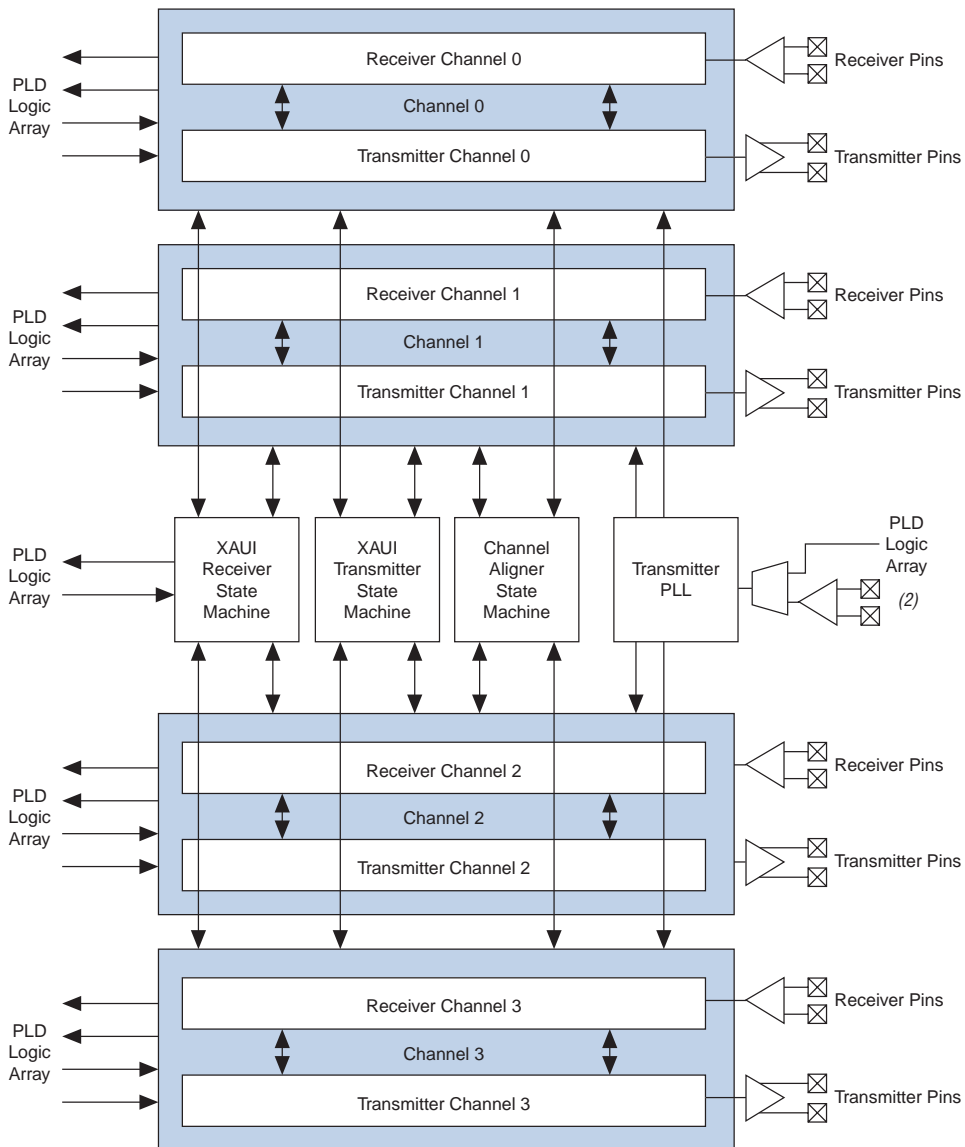 Receiver Channel 0
Receiver Pins
PLD
Logic
Array
Channel 0
Transmitter Channel 0
Transmitter Pins
Receiver Channel 1
Receiver Pins
PLD
Logic
Array
Channel 1
Transmitter Channel 1
Transmitter Pins
PLD
Logic
Array
XAUI
Receiver
State
Machine
XAUI
Transmitter
State
Machine
Channel
Aligner
State
Machine
Transmitter
PLL
PLD
Logic
Array
(2)
Receiver Channel 2
Receiver Pins
PLD
Logic
Array
Channel 2
Transmitter Channel 2
Transmitter Pins
Receiver Channel 3
Receiver Pins
PLD
Logic
Array
Channel 3
Transmitter Channel 3
Transmitter Pins